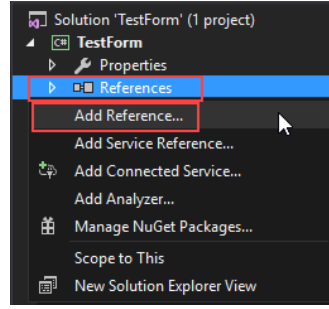 Solution 'TestForm' (1 project)
C# TestForm
Properties
References
Add Reference...
Add Service Reference...
Add Connected Service...
Add Analyzer...
Manage NuGet Packages...
Scope to This
New Solution Explorer View